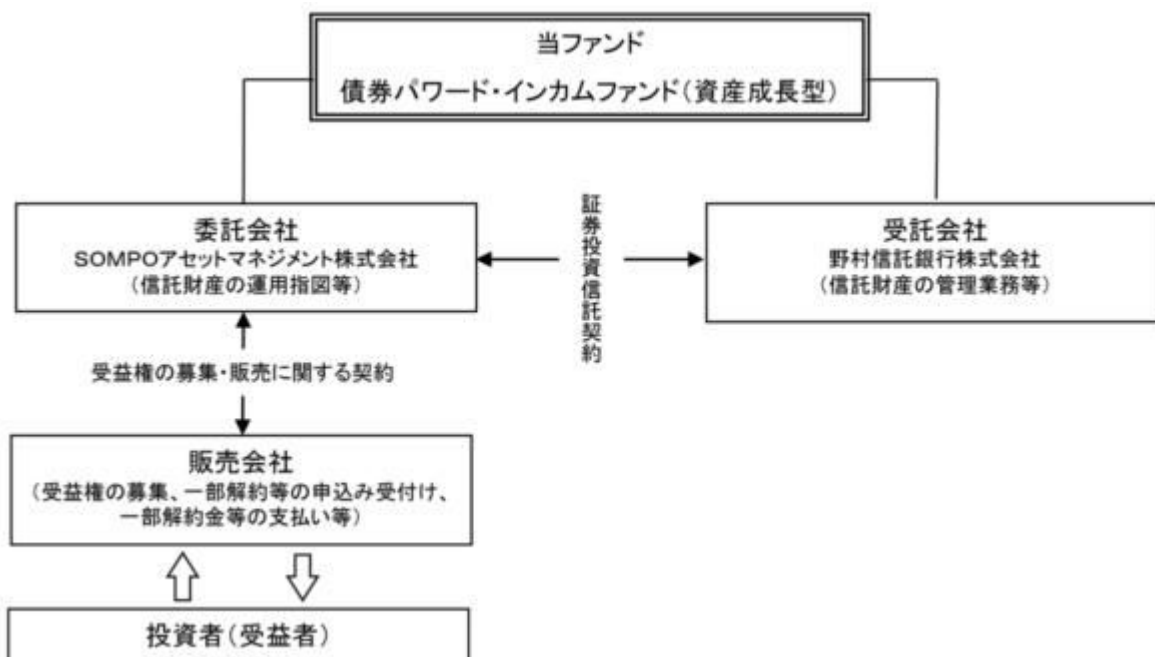 当ファンド
債券パワード・インカムファンド(資産成長型)
委託会社
SOMPOアセットマネジメント株式会社
(信託財産の運用指図等)
証券投資信託契約
受託会社
野村信託銀行株式会社
(信託財産の管理業務等)
受益権の募集・販売に関する契約
販売会社
(受益権の募集、一部解約等の申込み受付け、
一部解約金等の支払い等)
投資者(受益者)